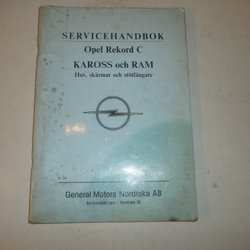 SERVICEHANDBOK
Opel Rekord C
KAROSS och RAM
Huv, skärmar och stötfångare
General Motors Nordiska AB